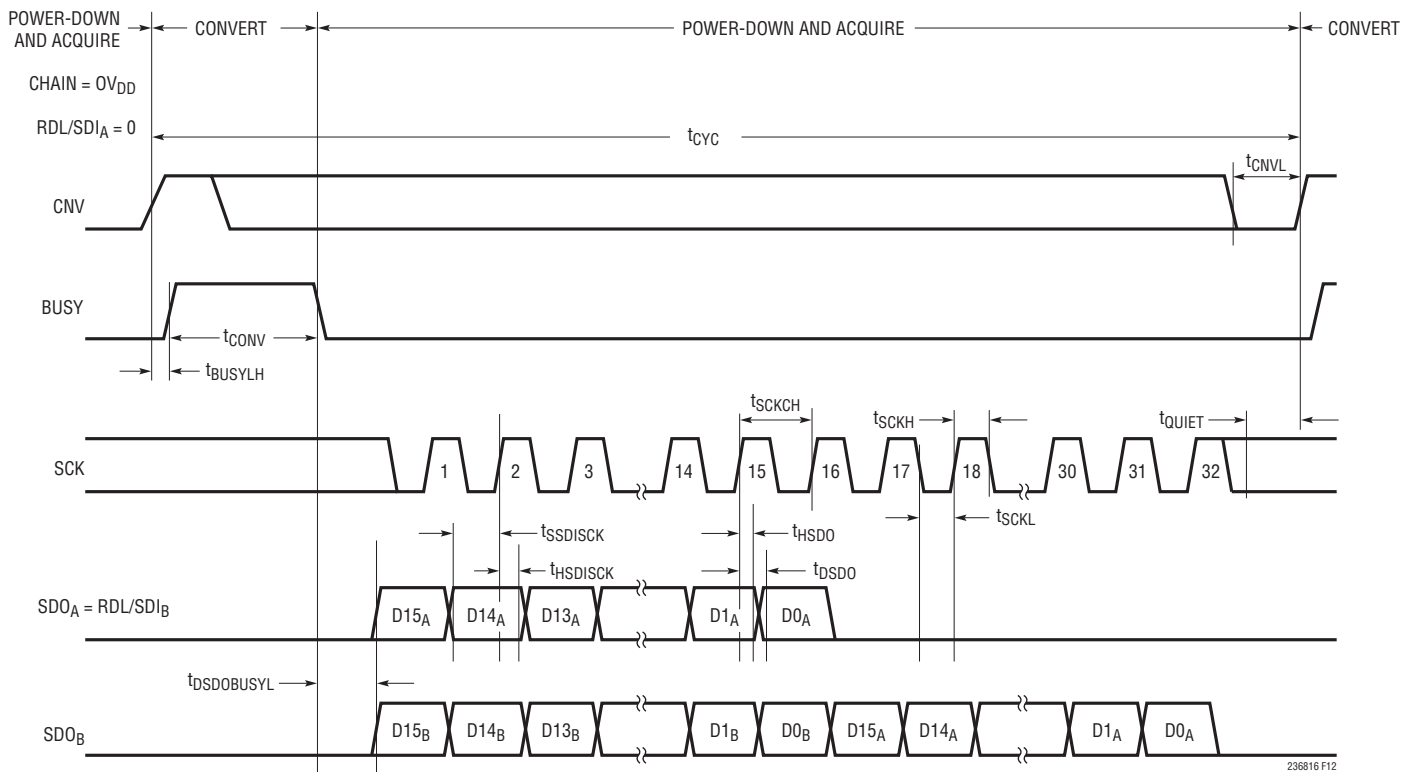 POWER-DOWN
AND ACQUIRE
CONVERT
POWER-DOWN AND ACQUIRE
CONVERT
CHAIN = OVDD
RDL/SDIA = 0
tCYC
tCNVL
CNV
BUSY
tCONV
tBUSYLH
tSCKCH
tSCKH
tQUIET
SCK
1 2 3 14 15 16 17 18 30 31 32
tSSDISCK
tHSDO
tSCKL
tHSDISCK
tDSDO
SDOA = RDL/SDIB
D15A D14A D13A D1A D0A
tDSDOBUSYL
SDOB
D15B D14B D13B D1B D0B D15A D14A D1A D0A
236816 F12